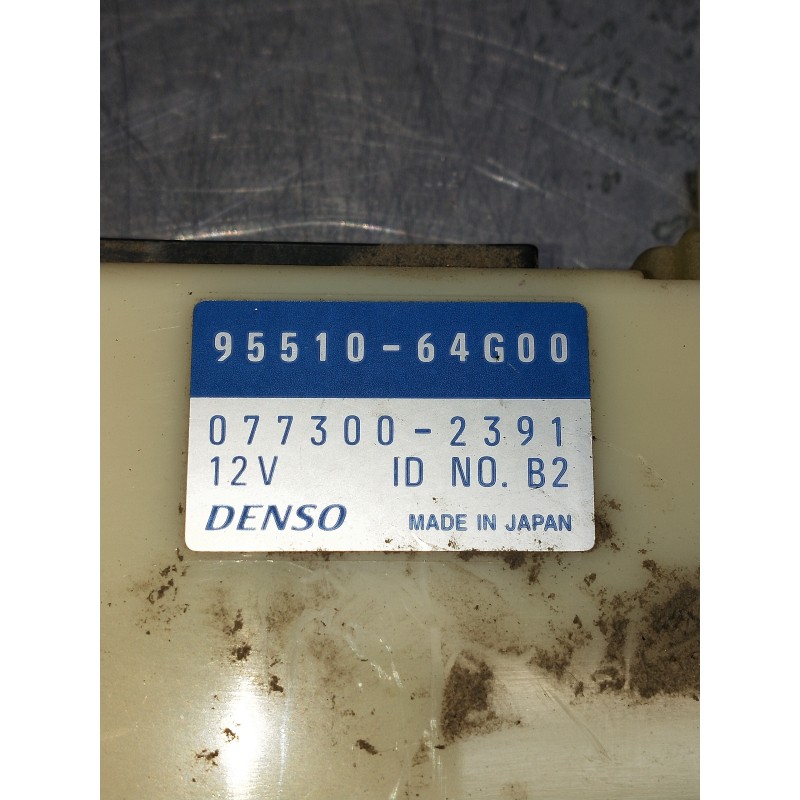 95510-64G00
077300-2391
12V ID NO. B2
DENSO MADE IN JAPAN